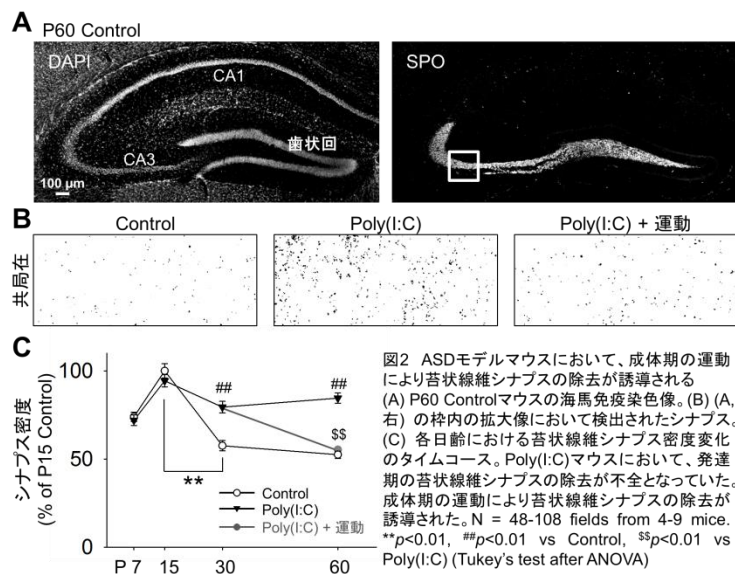 A
P60 Control
DAPI
CA1
CA3
歯状回
100 μm
SPO
B
Control
Poly(I:C)
Poly(I:C) + 運動
共局在
C
シナプス密度
(% of P15 Control)
100
50
0
##
##
$$
**
Control
Poly(I:C)
Poly(I:C) + 運動
P 7
15
30
60
図2 ASDモデルマウスにおいて、成体期の運動
により苔状線維シナプスの除去が誘導される
(A) P60 Controlマウスの海馬免疫染色像。(B) (A,
右) の枠内の拡大像において検出されたシナプス。
(C) 各日齢における苔状線維シナプス密度変化
のタイムコース。Poly(I:C)マウスにおいて、発達
期の苔状線維シナプスの除去が不全となっていた。
成体期の運動により苔状線維シナプスの除去が
誘導された。N = 48-108 fields from 4-9 mice.
**p<0.01, ##p<0.01 vs Control, $$p<0.01 vs
Poly(I:C) (Tukey's test after ANOVA)